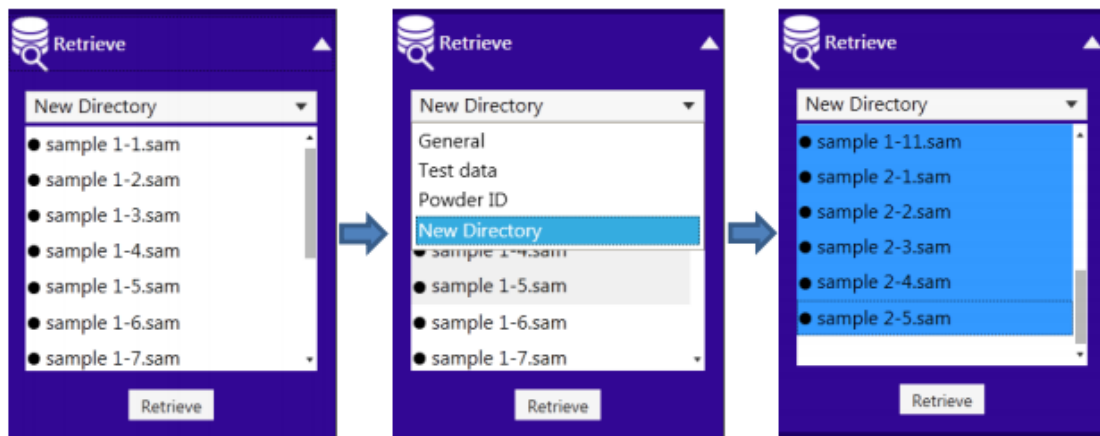 Retrieve
New Directory
sample 1-1.sam
sample 1-2.sam
sample 1-3.sam
sample 1-4.sam
sample 1-5.sam
sample 1-6.sam
sample 1-7.sam
Retrieve
Retrieve
New Directory
General
Test data
Powder ID
New Directory
sample 1-4.sam
sample 1-5.sam
sample 1-6.sam
sample 1-7.sam
Retrieve
Retrieve
New Directory
sample 1-11.sam
sample 2-1.sam
sample 2-2.sam
sample 2-3.sam
sample 2-4.sam
sample 2-5.sam
Retrieve